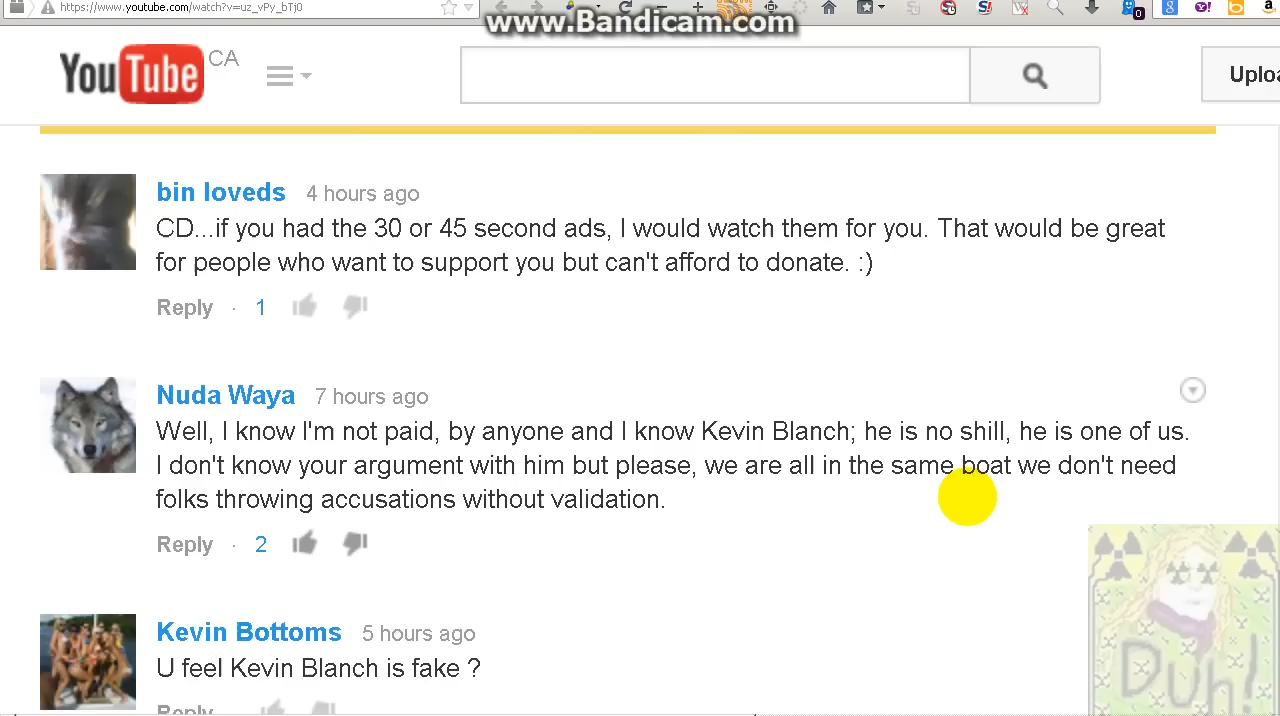 https://www.youtube.com/watch?v=uz_vPy_bTj0
www.Bandicam.com
0
YouTube CA
Uploa
bin loveds 4 hours ago
CD...if you had the 30 or 45 second ads, I would watch them for you. That would be great
for people who want to support you but can't afford to donate. :)
Reply · 1
Nuda Waya 7 hours ago
Well, I know I'm not paid, by anyone and I know Kevin Blanch; he is no shill, he is one of us.
I don't know your argument with him but please, we are all in the same boat we don't need
folks throwing accusations without validation.
Reply · 2
Kevin Bottoms 5 hours ago
U feel Kevin Blanch is fake ?
Reply
Duh!